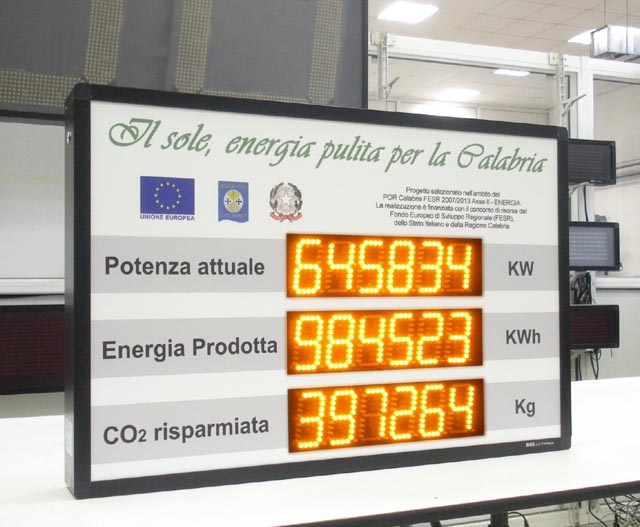 Il sole, energia pulita per la Calabria
UNIONE EUROPEA
Progetto selezionato nell'ambito del
POR Calabria FESR 2007/2013 Asse II - ENERGIA.
La realizzazione è finanziata con il concorso di risorse del
Fondo Europeo di Sviluppo Regionale (FESR),
dello Stato Italiano e dalla Regione Calabria.
Potenza attuale 645834 KW
Energia Prodotta 984523 KWh
CO2 risparmiata 397264 Kg